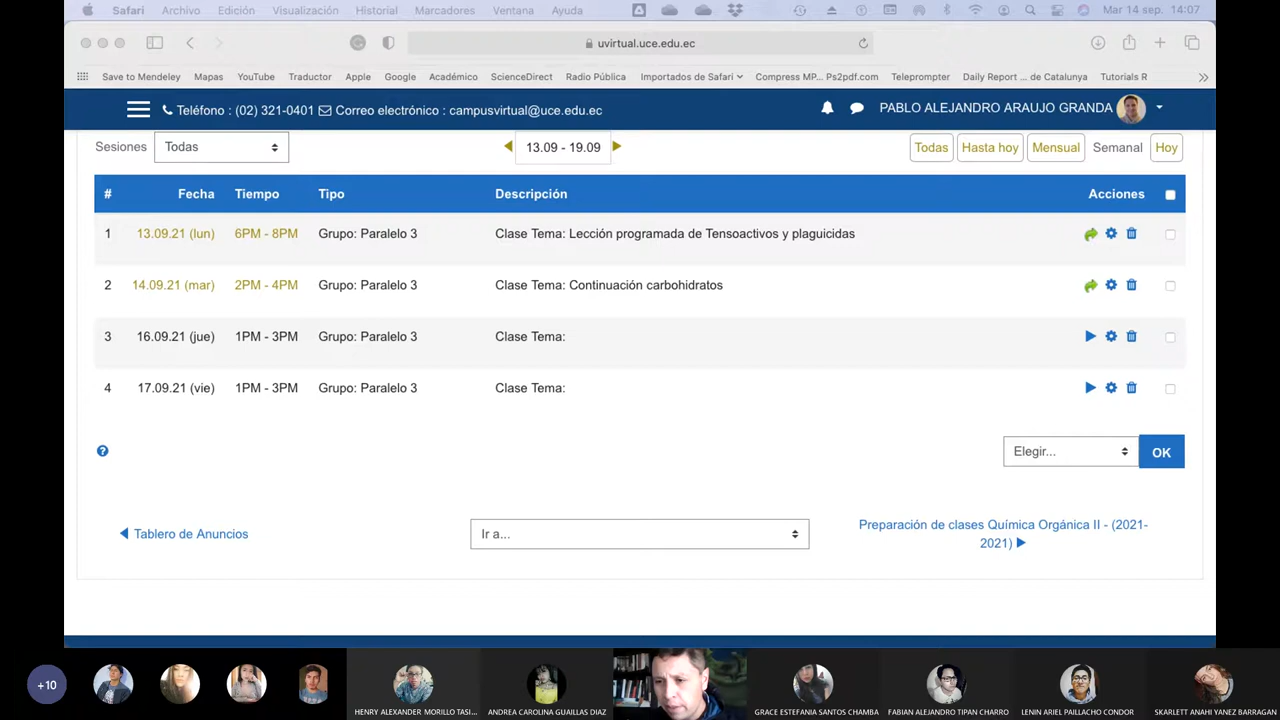 Safari Archivo Edición Visualización Historial Marcadores Ventana Ayuda Mar 14 sep. 14:07
uvirtual.uce.edu.ec
Save to Mendeley Mapas YouTube Traductor Apple Google Académico ScienceDirect Radio Pública Importados de Safari Compress MP... Ps2pdf.com Teleprompter Daily Report ... de Catalunya Tutorials R
Teléfono : (02) 321-0401 Correo electrónico : campusvirtual@uce.edu.ec PABLO ALEJANDRO ARAUJO GRANDA
Sesiones Todas 13.09 - 19.09 Todas Hasta hoy Mensual Semanal Hoy
# Fecha Tiempo Tipo Descripción Acciones
1 13.09.21 (lun) 6PM - 8PM Grupo: Paralelo 3 Clase Tema: Lección programada de Tensoactivos y plaguicidas
2 14.09.21 (mar) 2PM - 4PM Grupo: Paralelo 3 Clase Tema: Continuación carbohidratos
3 16.09.21 (jue) 1PM - 3PM Grupo: Paralelo 3 Clase Tema:
4 17.09.21 (vie) 1PM - 3PM Grupo: Paralelo 3 Clase Tema:
? Elegir... OK
Tablero de Anuncios Ir a... Preparación de clases Química Orgánica II - (2021-
2021)
+10
HENRY ALEXANDER MORILLO TASI... ANDREA CAROLINA GUAILLAS DIAZ GRACE ESTEFANIA SANTOS CHAMBA FABIAN ALEJANDRO TIPAN CHARRO LENIN ARIEL PAILLACHO CONDOR SKARLETT ANAHI YANEZ BARRAGAN